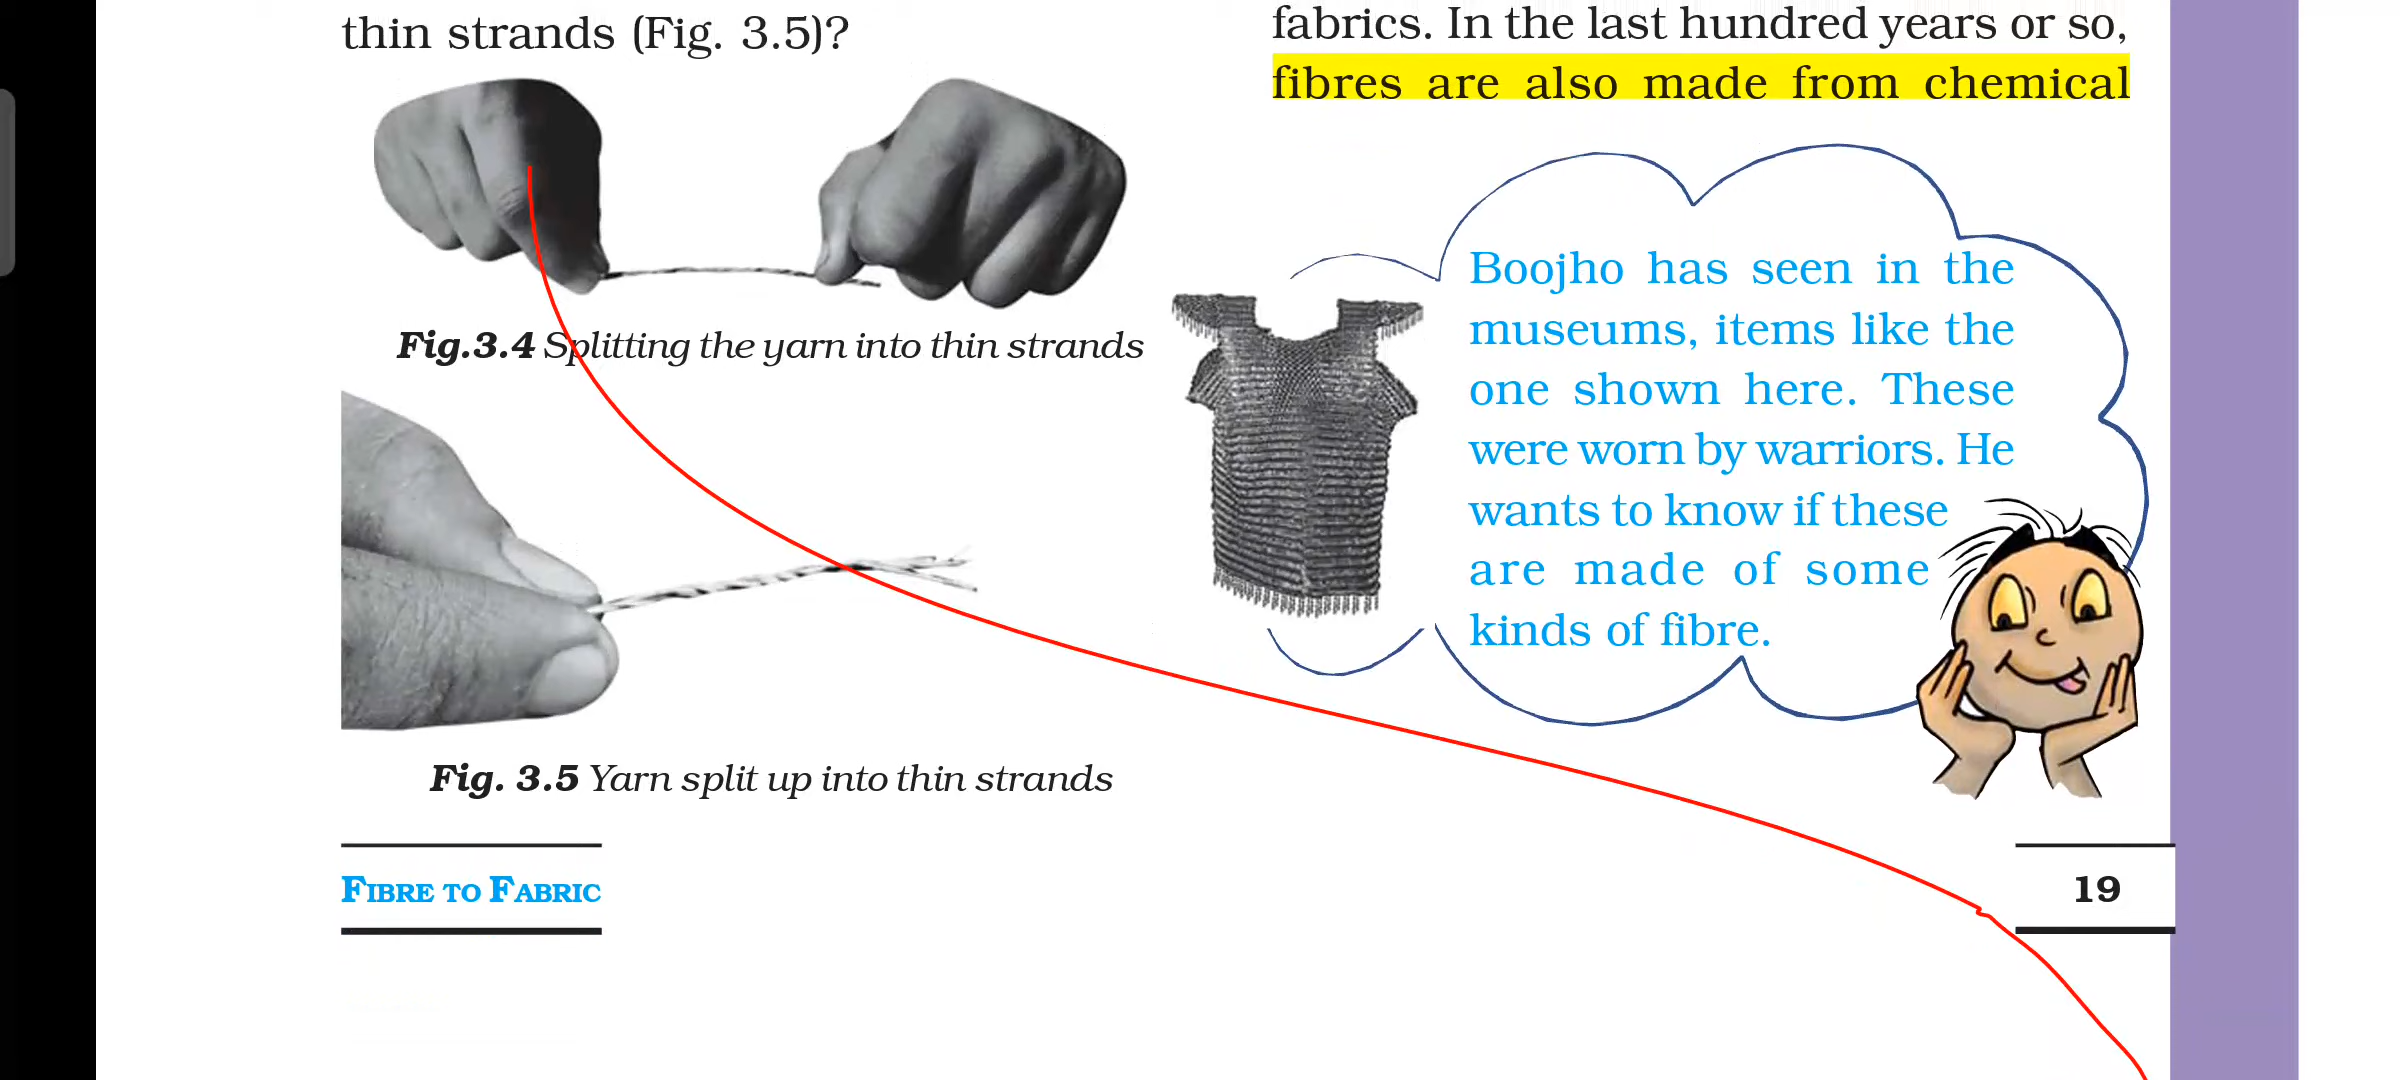 thin strands (Fig. 3.5)?
Fig.3.4 Splitting the yarn into thin strands
Fig. 3.5 Yarn split up into thin strands
fabrics. In the last hundred years or so,
fibres are also made from chemical
Boojho has seen in the
museums, items like the
one shown here. These
were worn by warriors. He
wants to know if these
are made of some
kinds of fibre.
FIBRE TO FABRIC
19